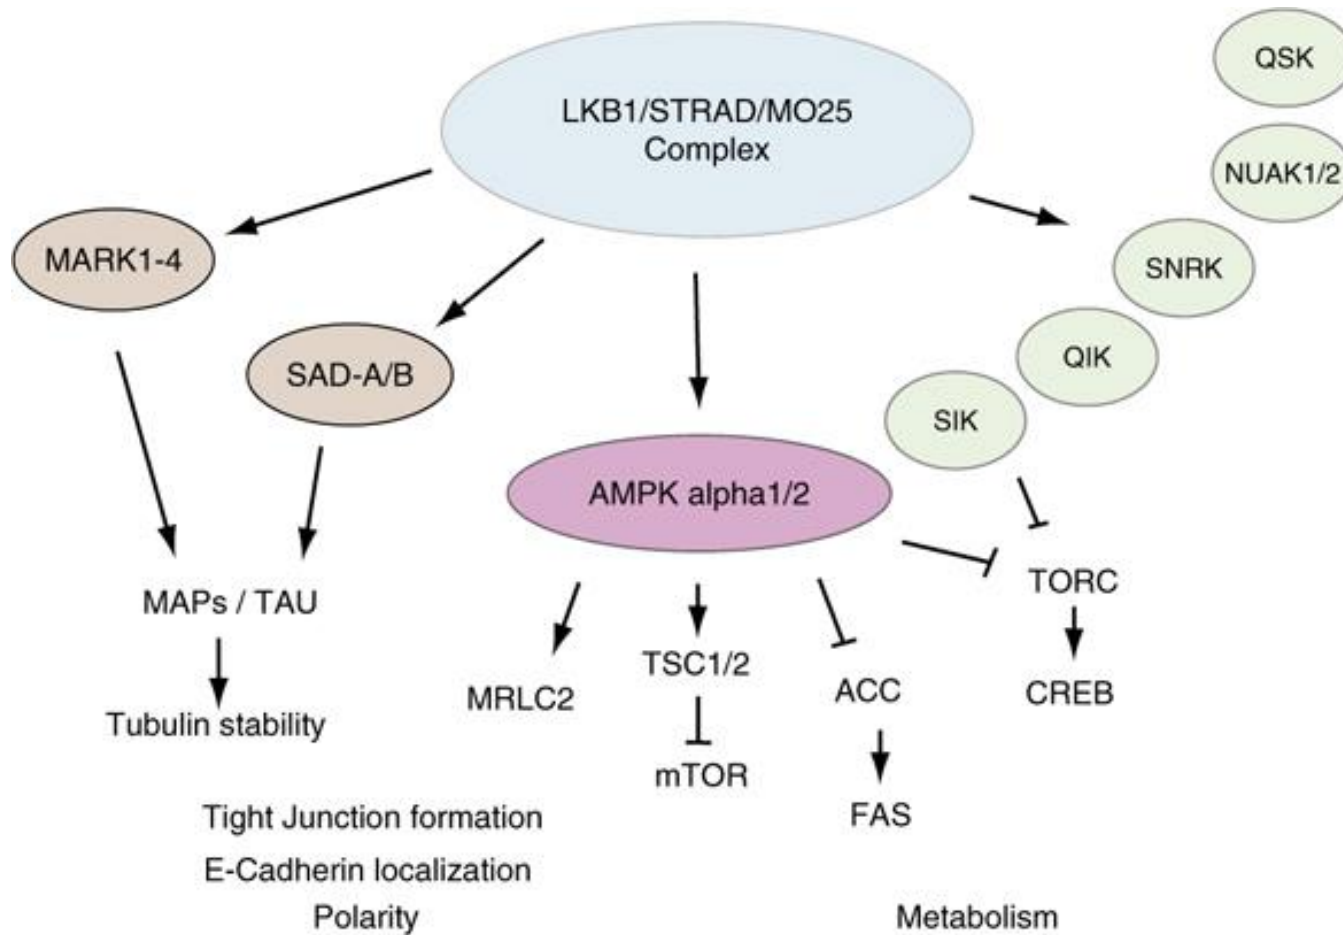 QSK
LKB1/STRAD/MO25
Complex
NUAK1/2
MARK1-4
SNRK
QIK
SAD-A/B
SIK
AMPK alpha1/2
TORC
MAPs / TAU
TSC1/2
MRLC2
ACC
CREB
Tubulin stability
mTOR
FAS
Tight Junction formation
E-Cadherin localization
Polarity
Metabolism